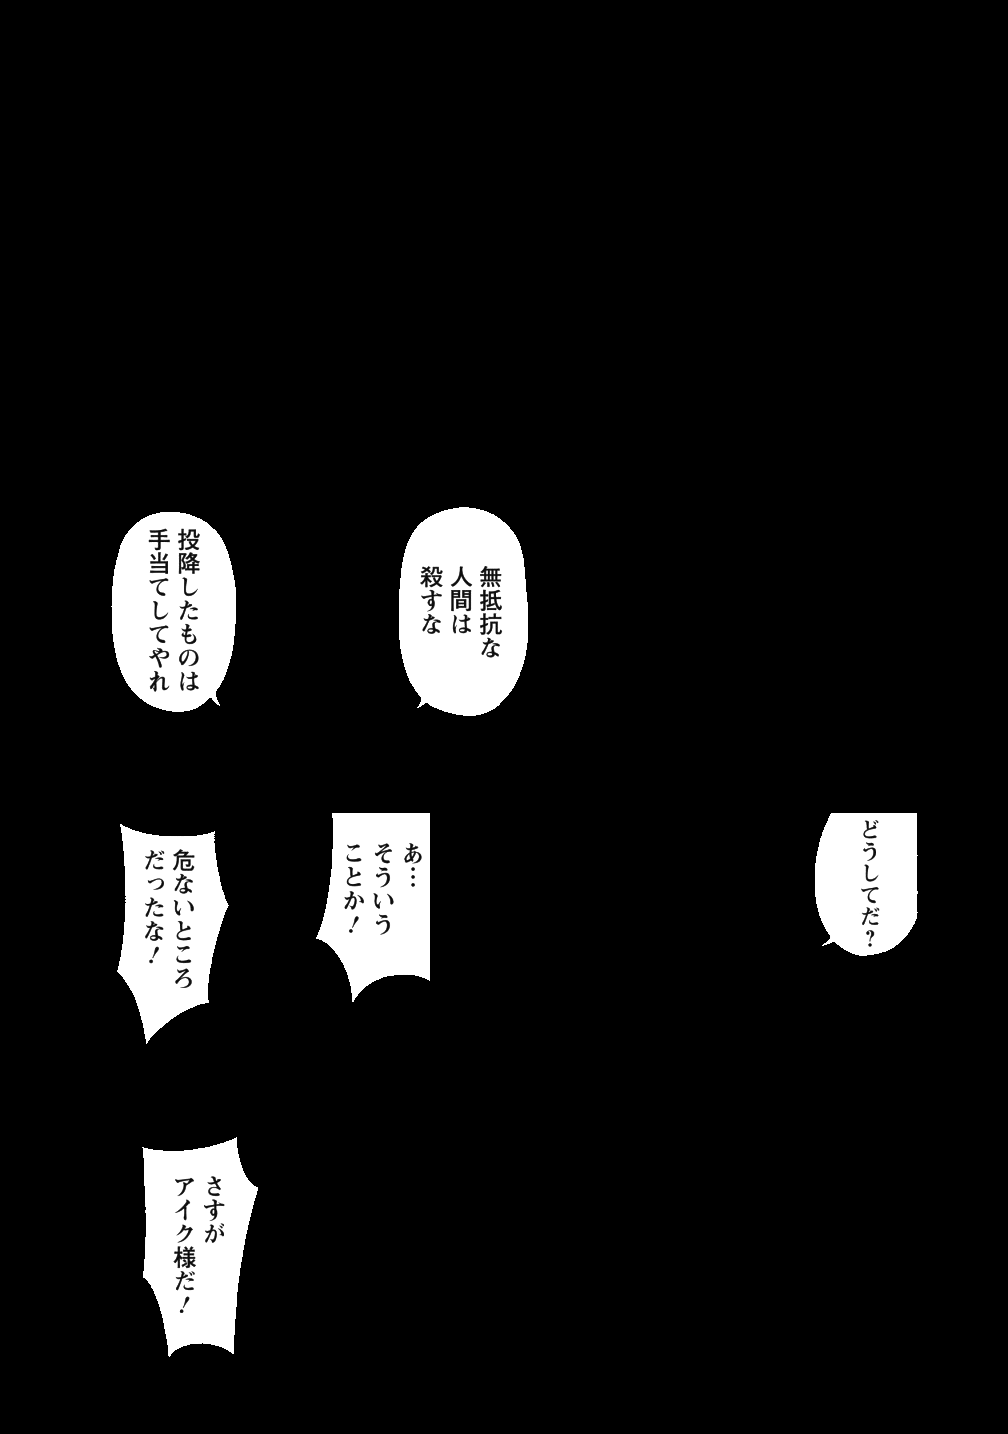 無抵抗な
人間は
殺すな
投降したものは
手当てしてやれ
どうしてだ?
あ…
そういう
ことか!
危ないところ
だったな!
さすが
アイク様だ!